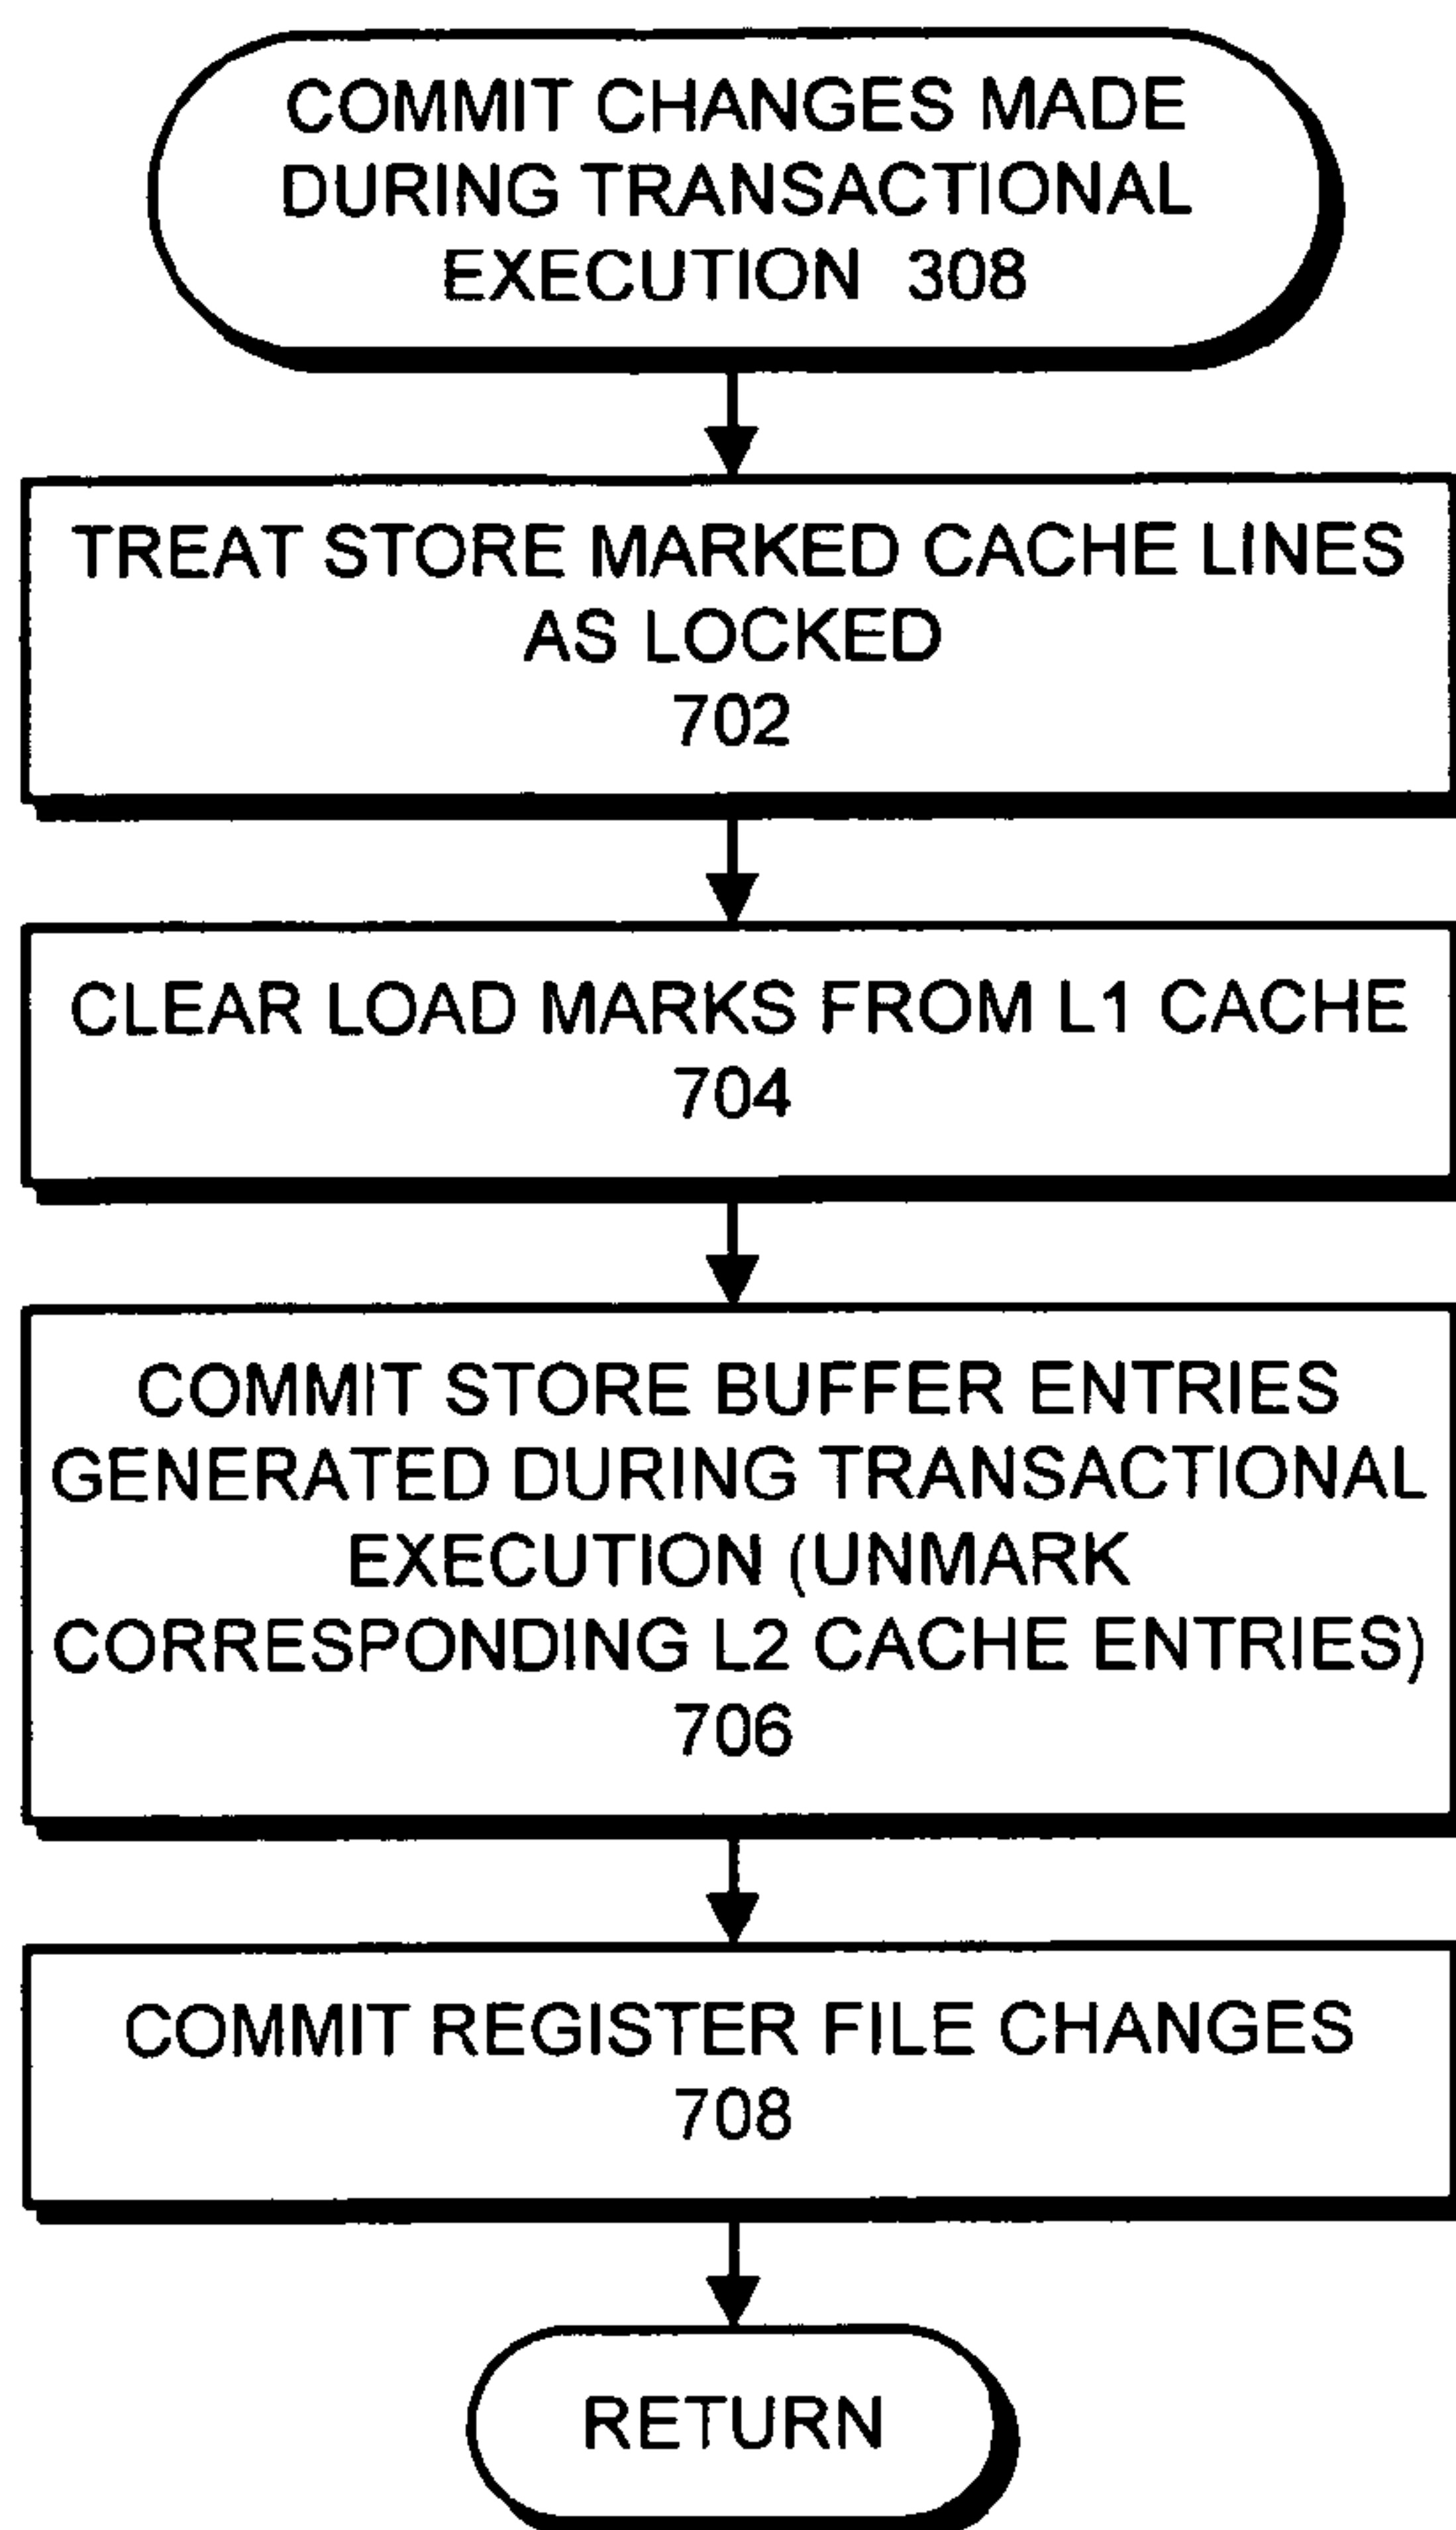 COMMIT CHANGES MADE
DURING TRANSACTIONAL
EXECUTION 308
TREAT STORE MARKED CACHE LINES
AS LOCKED
702
CLEAR LOAD MARKS FROM L1 CACHE
704
COMMIT STORE BUFFER ENTRIES
GENERATED DURING TRANSACTIONAL
EXECUTION (UNMARK
CORRESPONDING L2 CACHE ENTRIES)
706
COMMIT REGISTER FILE CHANGES
708
RETURN